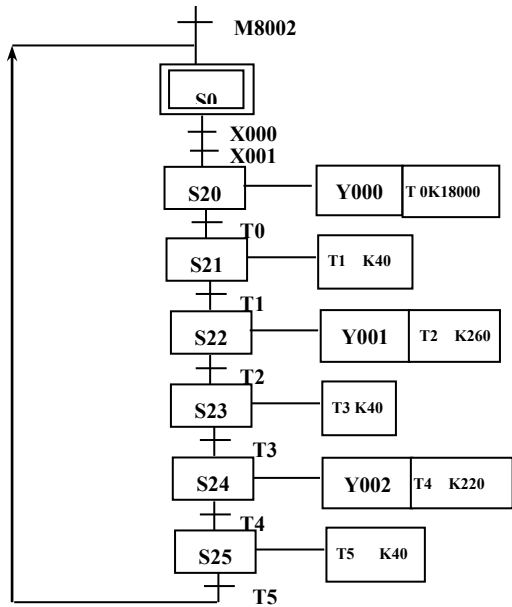 M8002
S0
X000
X001
S20 Y000 T 0K18000
T0
S21 T1 K40
T1
S22 Y001 T2 K260
T2
S23 T3 K40
T3
S24 Y002 T4 K220
T4
S25 T5 K40
T5